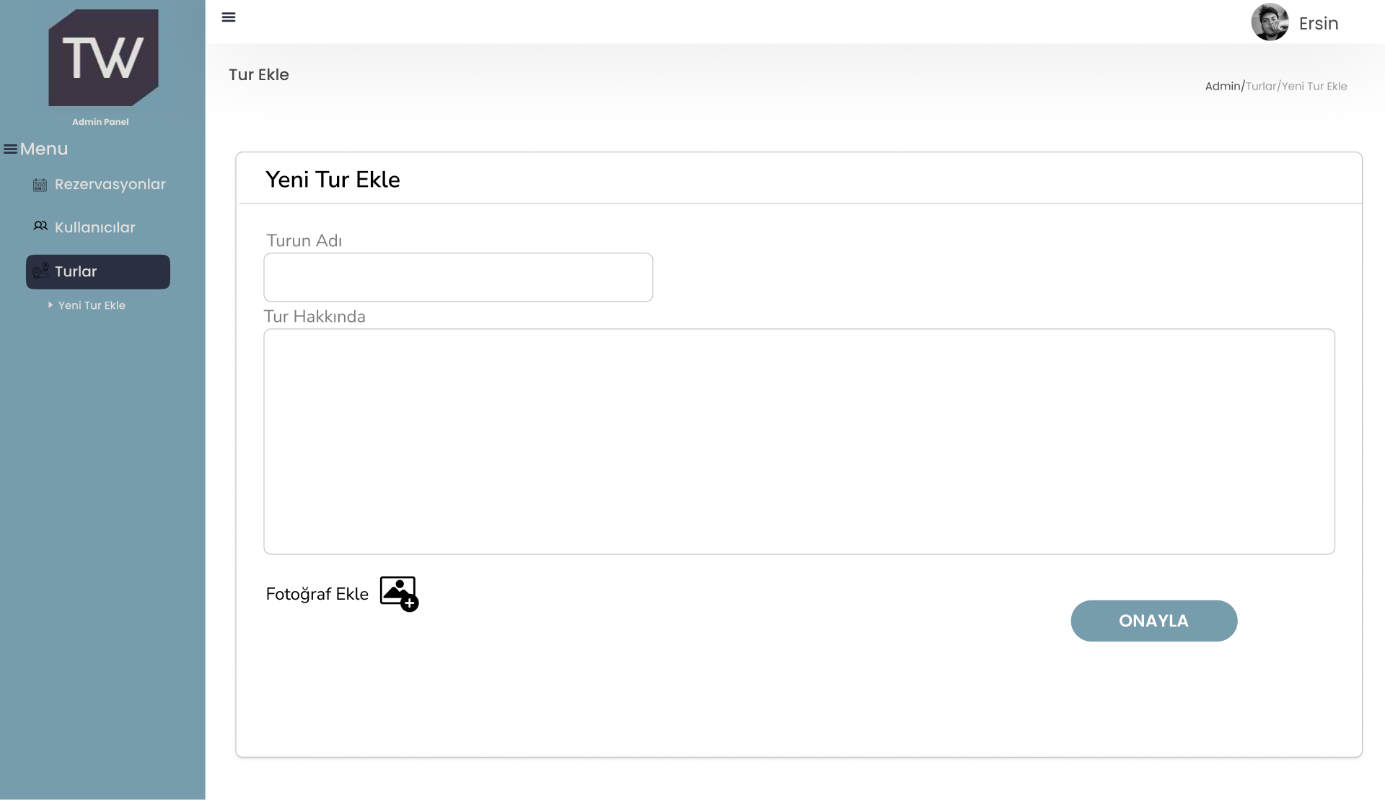 TW
Admin Panel
Menu
Rezervasyonlar
Kullanıcılar
Turlar
Yeni Tur Ekle
Ersin
Tur Ekle
Admin/Turlar/Yeni Tur Ekle
Yeni Tur Ekle
Turun Adı
Tur Hakkında
Fotoğraf Ekle
ONAYLA